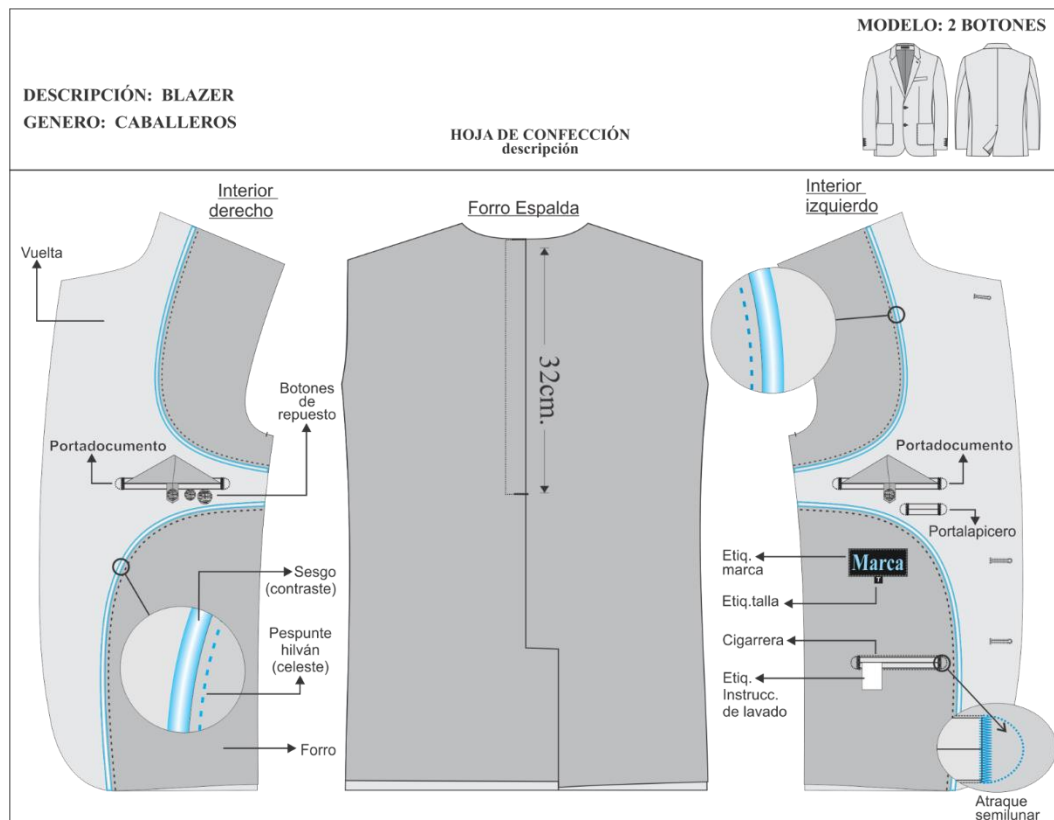 MODELO: 2 BOTONES
DESCRIPCIÓN: BLAZER
GENERO: CABALLEROS
HOJA DE CONFECCIÓN
descripción
Interior
derecho
Forro Espalda
Interior
izquierdo
Vuelta
32cm.
Botones
de
repuesto
Portadocumento
Portadocumento
Portalapicero
Etiq.
marca
Marca
T
Etiq.talla
Sesgo
(contraste)
Pespunte
hilván
(celeste)
Cigarrera
Etiq.
Instrucc.
de lavado
Forro
Atraque
semilunar